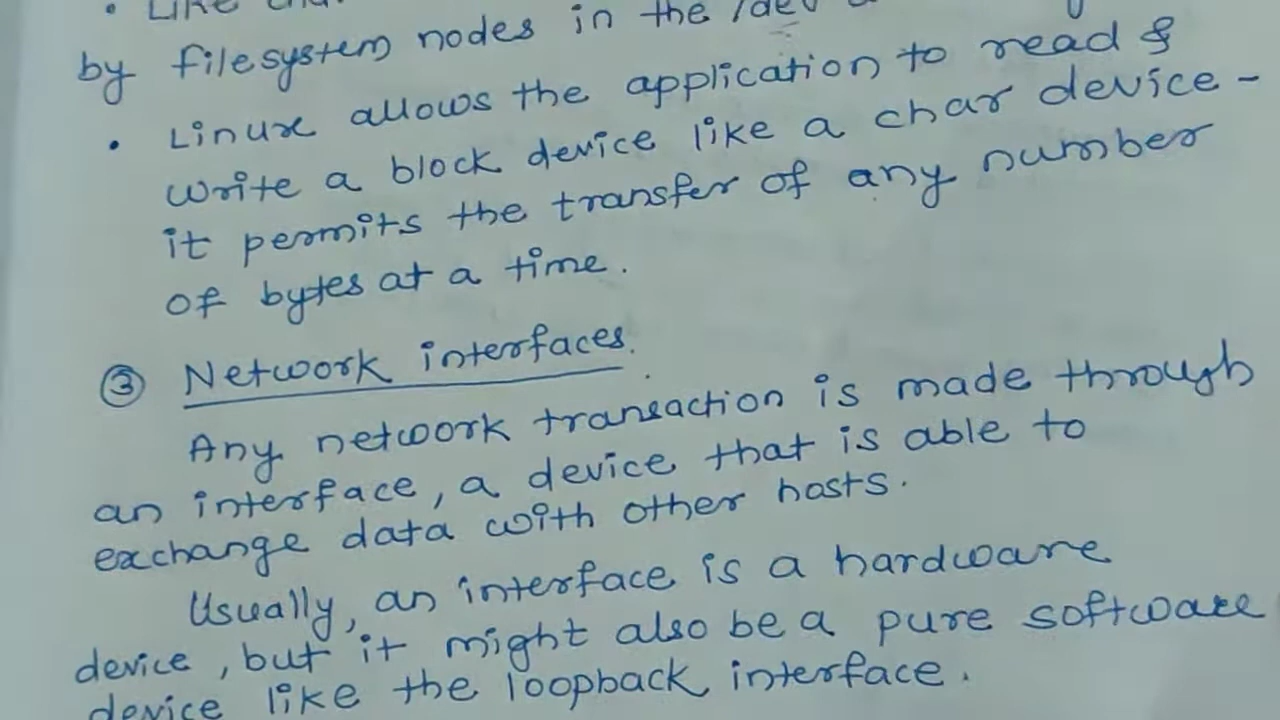 • Like
by filesystem nodes in the /dev
• Linux allows the application to read &
write a block device like a char device -
it permits the transfer of any number
of bytes at a time.
③ Network interfaces.
Any network transaction is made through
an interface, a device that is able to
exchange data with other hosts.
Usually, an interface is a hardware
device, but it might also be a pure software
device like the loopback interface.